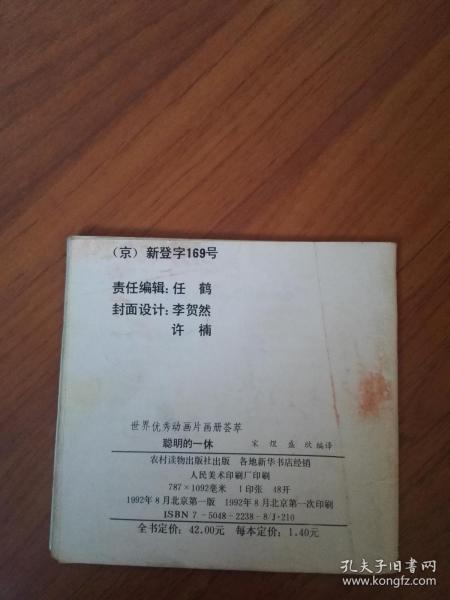 （京）新登字169号
责任编辑：任 鹤
封面设计：李贺然
许 楠
世界优秀动画片画册荟萃
聪明的一休 宋煜 盛欣 编译
农村读物出版社出版 各地新华书店经销
人民美术印刷厂印刷
787×1092毫米 1印张 48开
1992年8月北京第一版 1992年8月北京第一次印刷
ISBN 7-5048-2238-8/J·210
全书定价：42.00元 每本定价：1.40元
孔夫子旧书网
www.kongfz.com